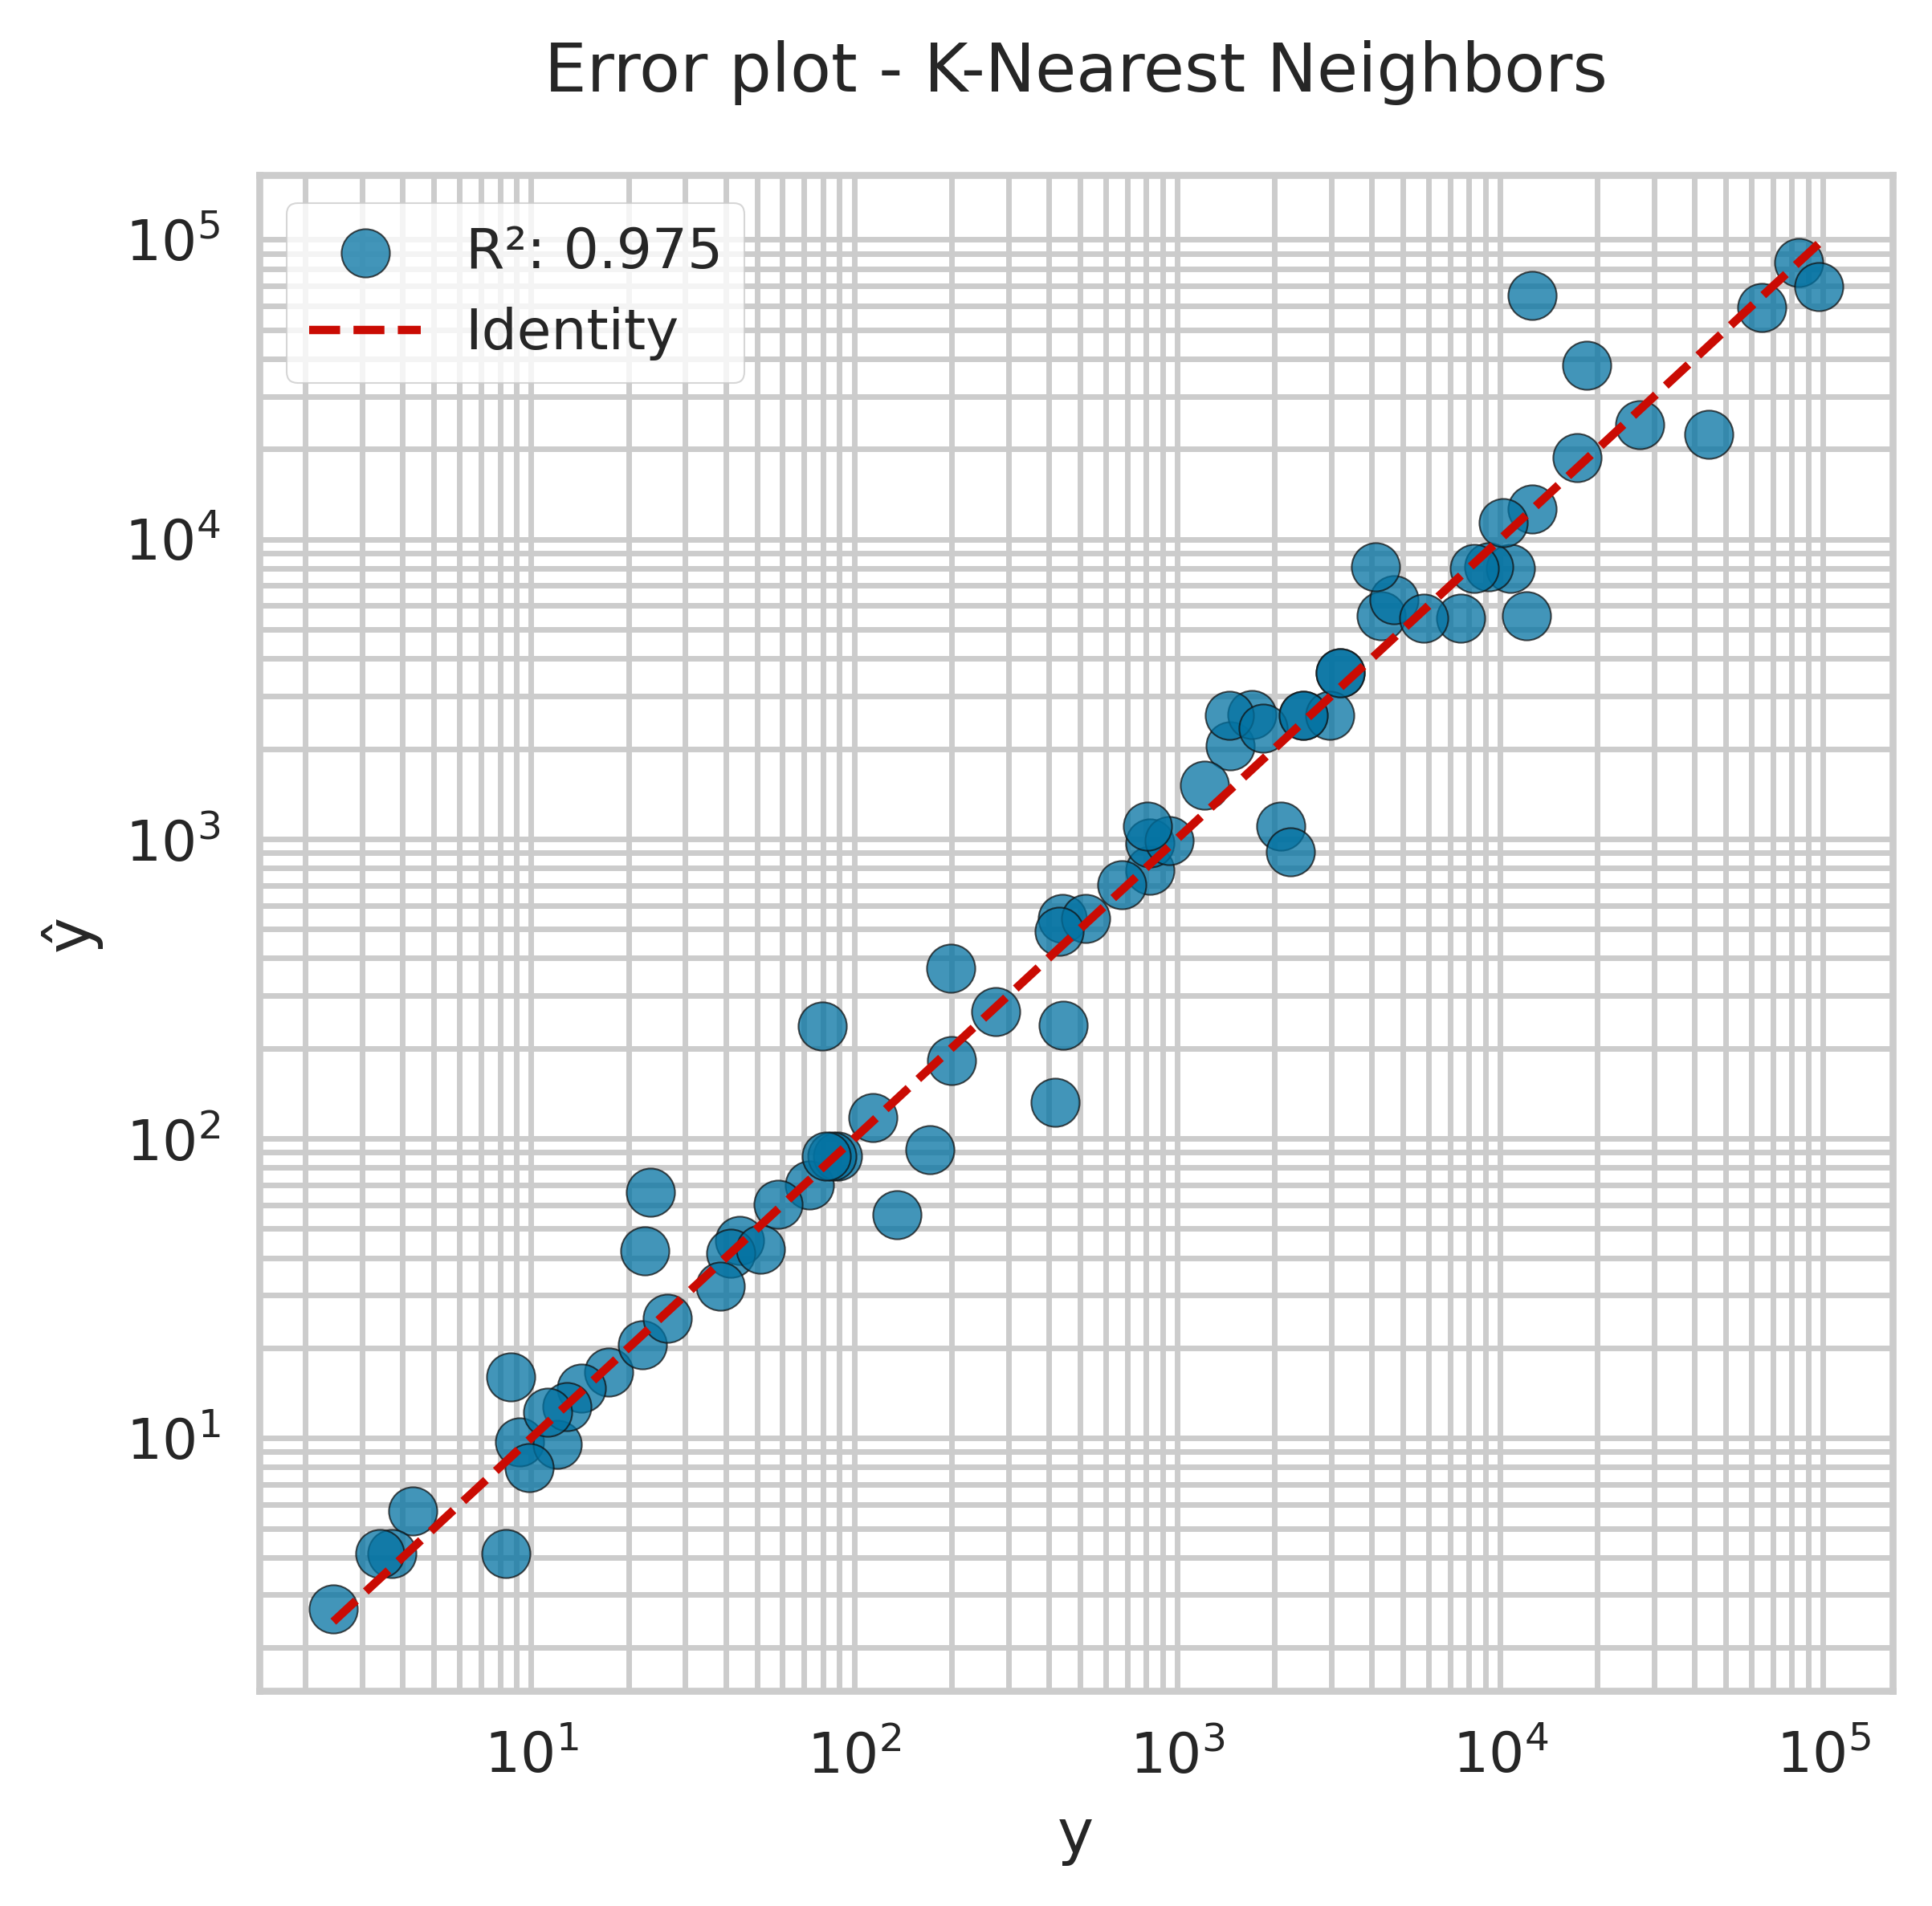 Error plot - K-Nearest Neighbors
R²: 0.975
Identity
10⁵
10⁴
10³
10²
10¹
ŷ
10¹ 10² 10³ 10⁴ 10⁵
y